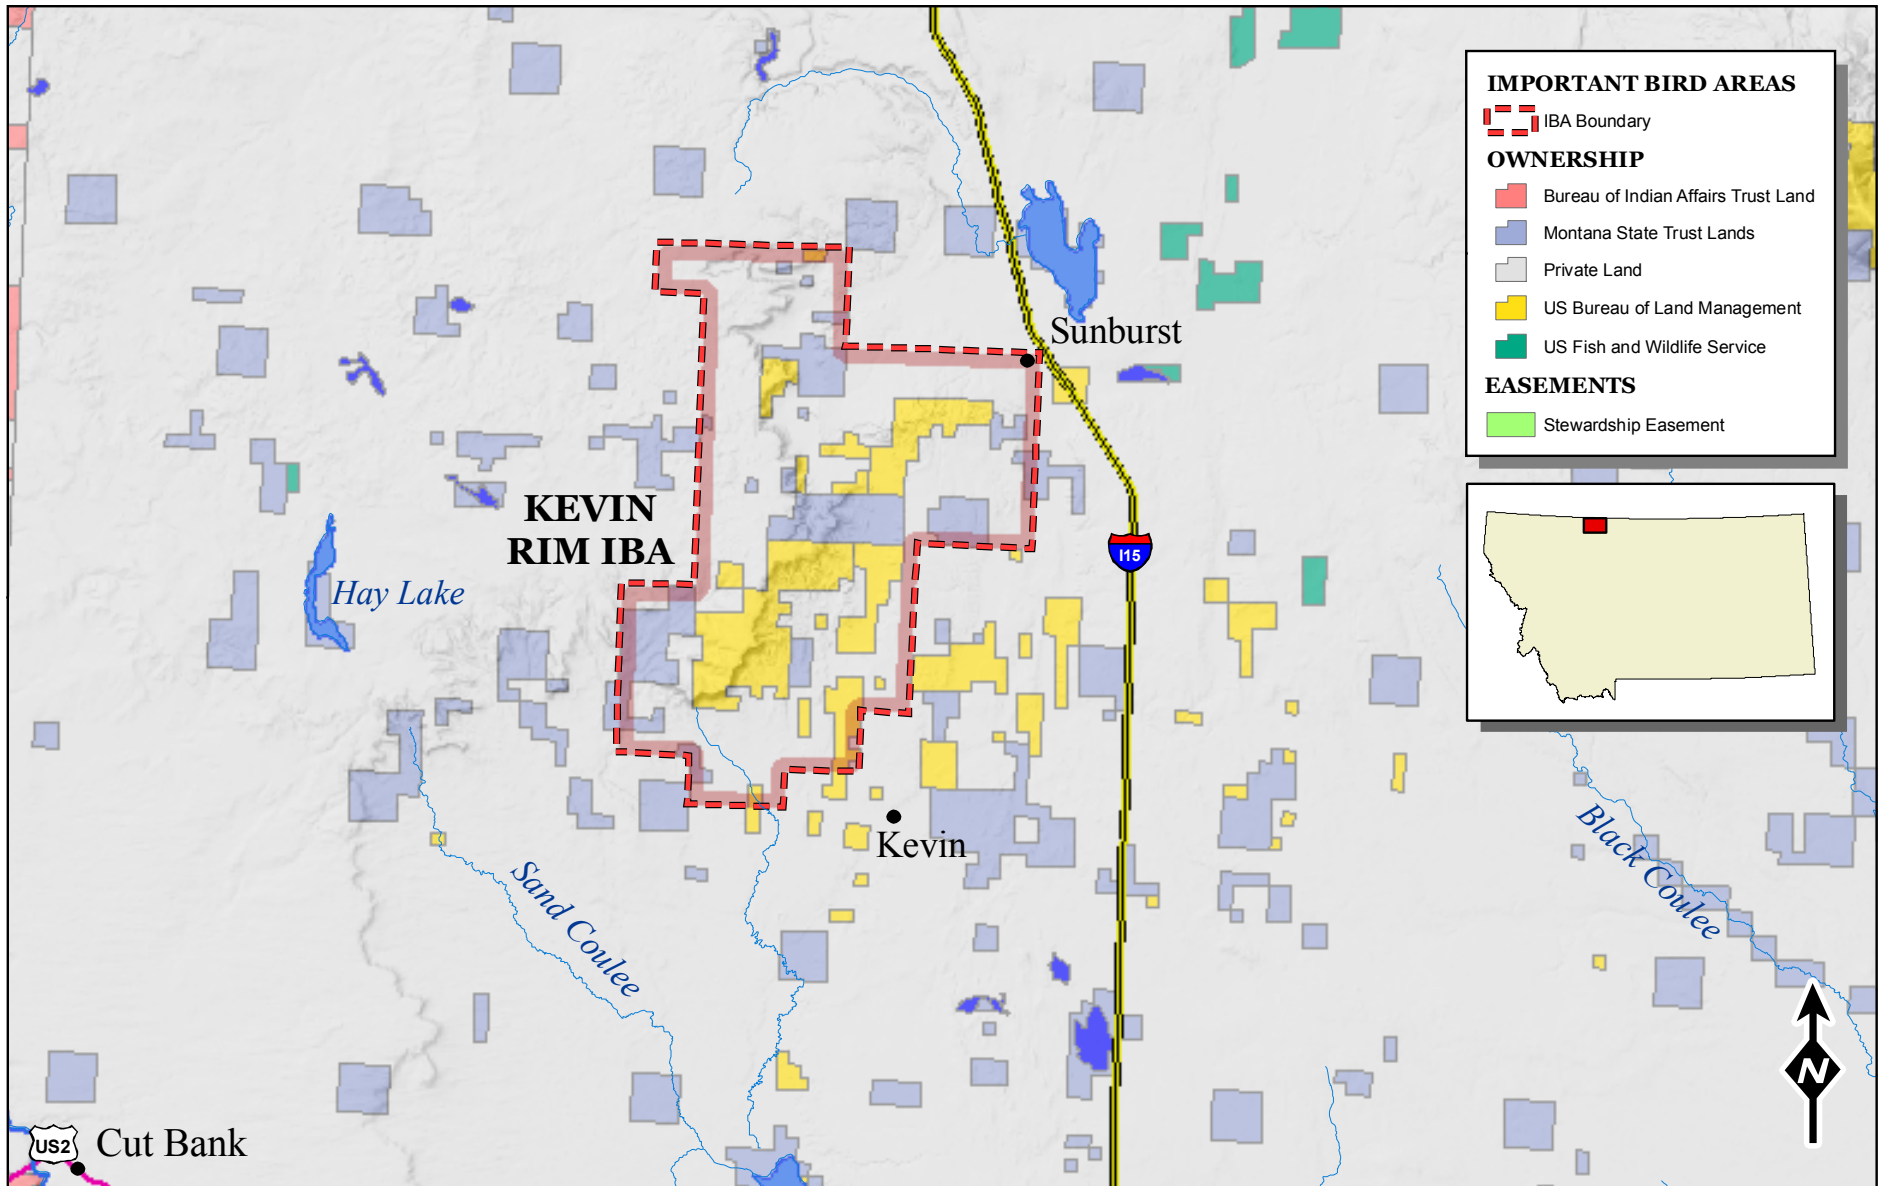 IMPORTANT BIRD AREAS
IBA Boundary
OWNERSHIP
Bureau of Indian Affairs Trust Land
Montana State Trust Lands
Private Land
US Bureau of Land Management
US Fish and Wildlife Service
EASEMENTS
Stewardship Easement
Sunburst
KEVIN
RIM IBA
I15
Hay Lake
Kevin
Black Coulee
Sand Coulee
N
US2
Cut Bank